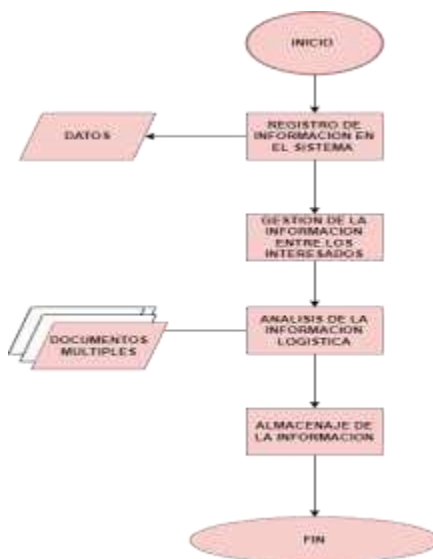 INICIO
REGISTRO DE
INFORMACION EN
EL SISTEMA
DATOS
GESTION DE LA
INFORMACION
ENTRE LOS
INTERESADOS
ANALISIS DE LA
INFORMACION
LOGISTICA
DOCUMENTOS
MULTIPLES
ALMACENAJE DE
LA INFORMACION
FIN